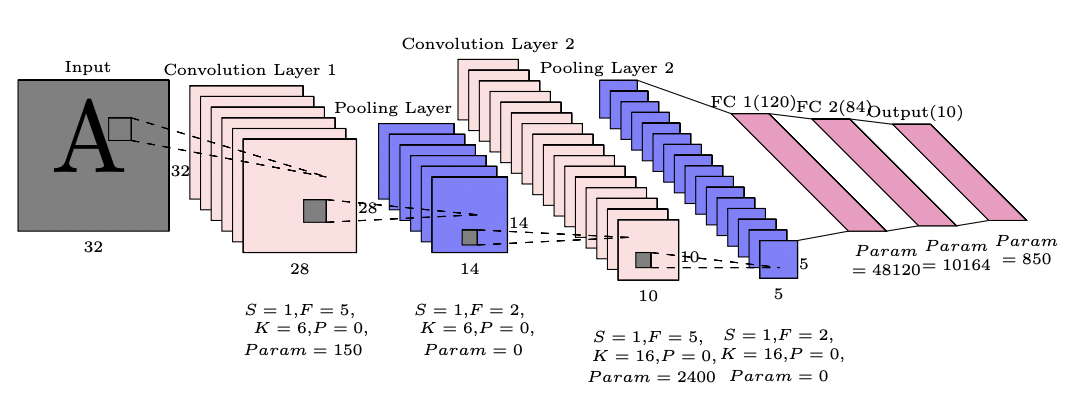 Input
A
32
32
Convolution Layer 1
28
28
S = 1,F = 5,
K = 6,P = 0,
Param = 150
Pooling Layer
14
14
S = 1,F = 2,
K = 6,P = 0,
Param = 0
Convolution Layer 2
10
10
S = 1,F = 5,
K = 16,P = 0,
Param = 2400
Pooling Layer 2
5
5
S = 1,F = 2,
K = 16,P = 0,
Param = 0
FC 1(120)
Param
= 48120
FC 2(84)
Param
= 10164
Output(10)
Param
= 850